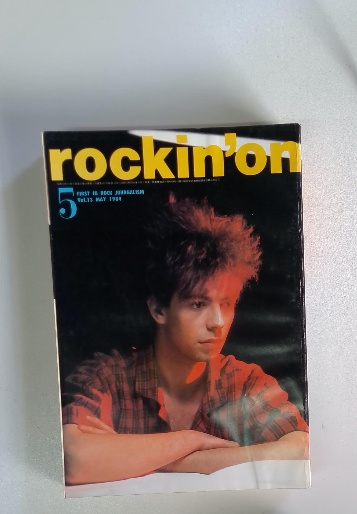 rockin'on
5
FIRST IN ROCK JOURNALISM
Vol.13 MAY 1984